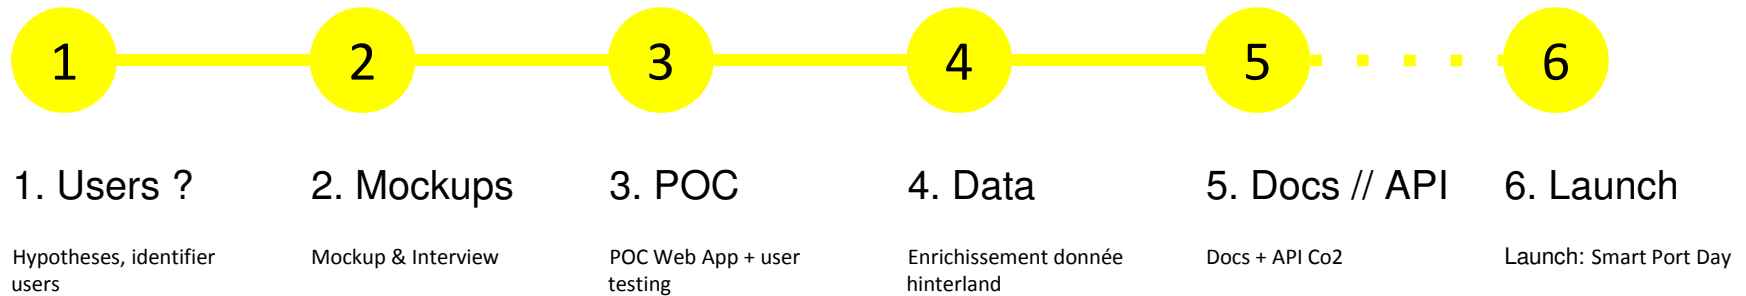 1
2
3
4
5
6
1. Users ?
2. Mockups
3. POC
4. Data
5. Docs // API
6. Launch
Hypotheses, identifier
users
Mockup & Interview
POC Web App + user
testing
Enrichissement donnée
hinterland
Docs + API Co2
Launch: Smart Port Day